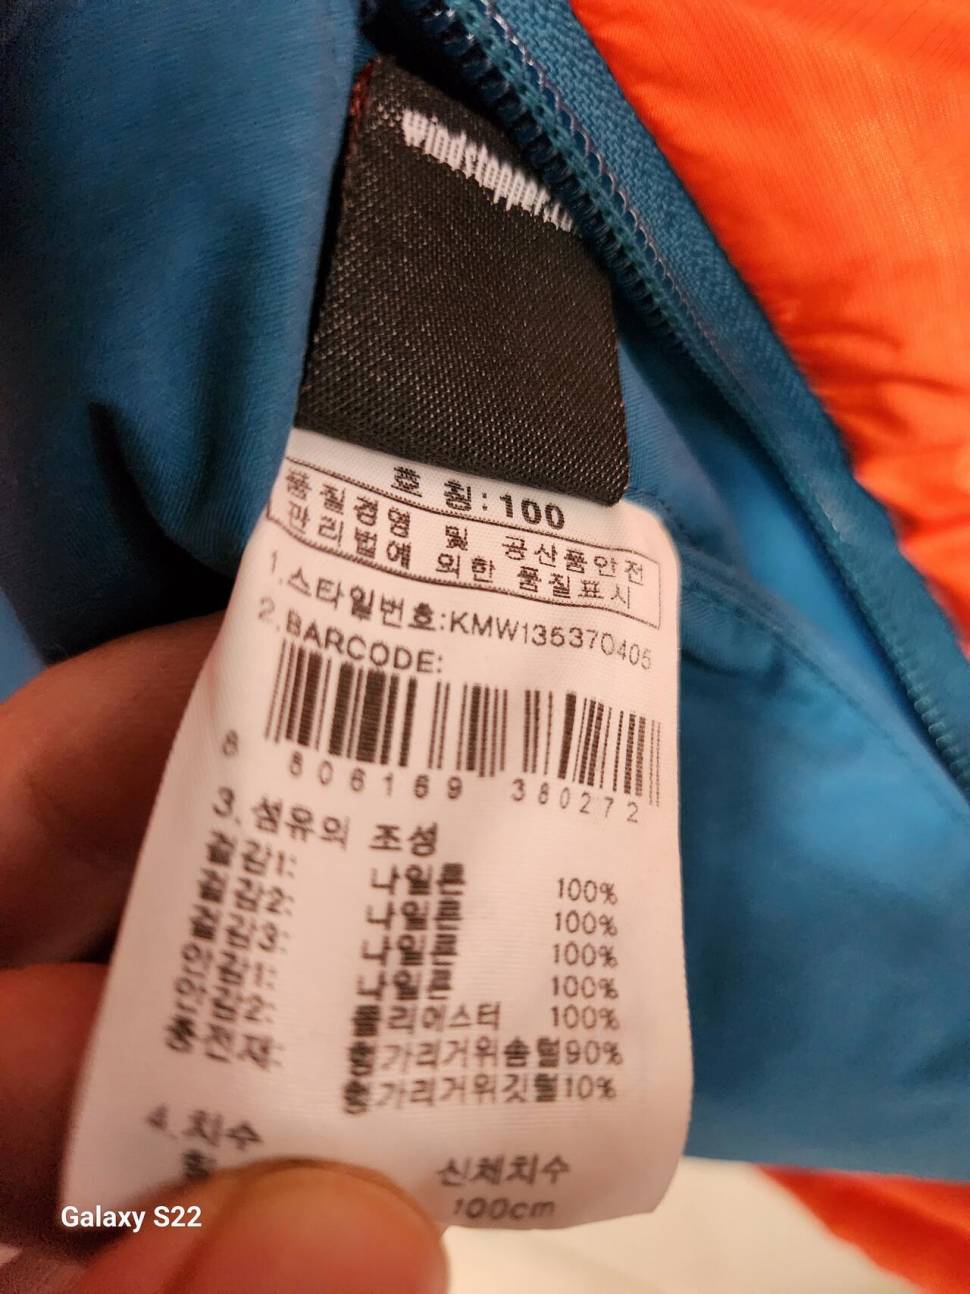 windstopper
호 칭:100
품질경영 및 공산품안전
관리법에 의한 품질표시
1.스타일번호:KMW135370405
2.BARCODE:
8 806169 380272
3.섬유의 조성
겉감1: 나일론 100%
겉감2: 나일론 100%
겉감3: 나일론 100%
안감1: 나일론 100%
안감2: 폴리에스터 100%
충전재: 충:가리거위솜털90%
충:가리거위깃털10%
4.치수
신체치수
100cm
Galaxy S22